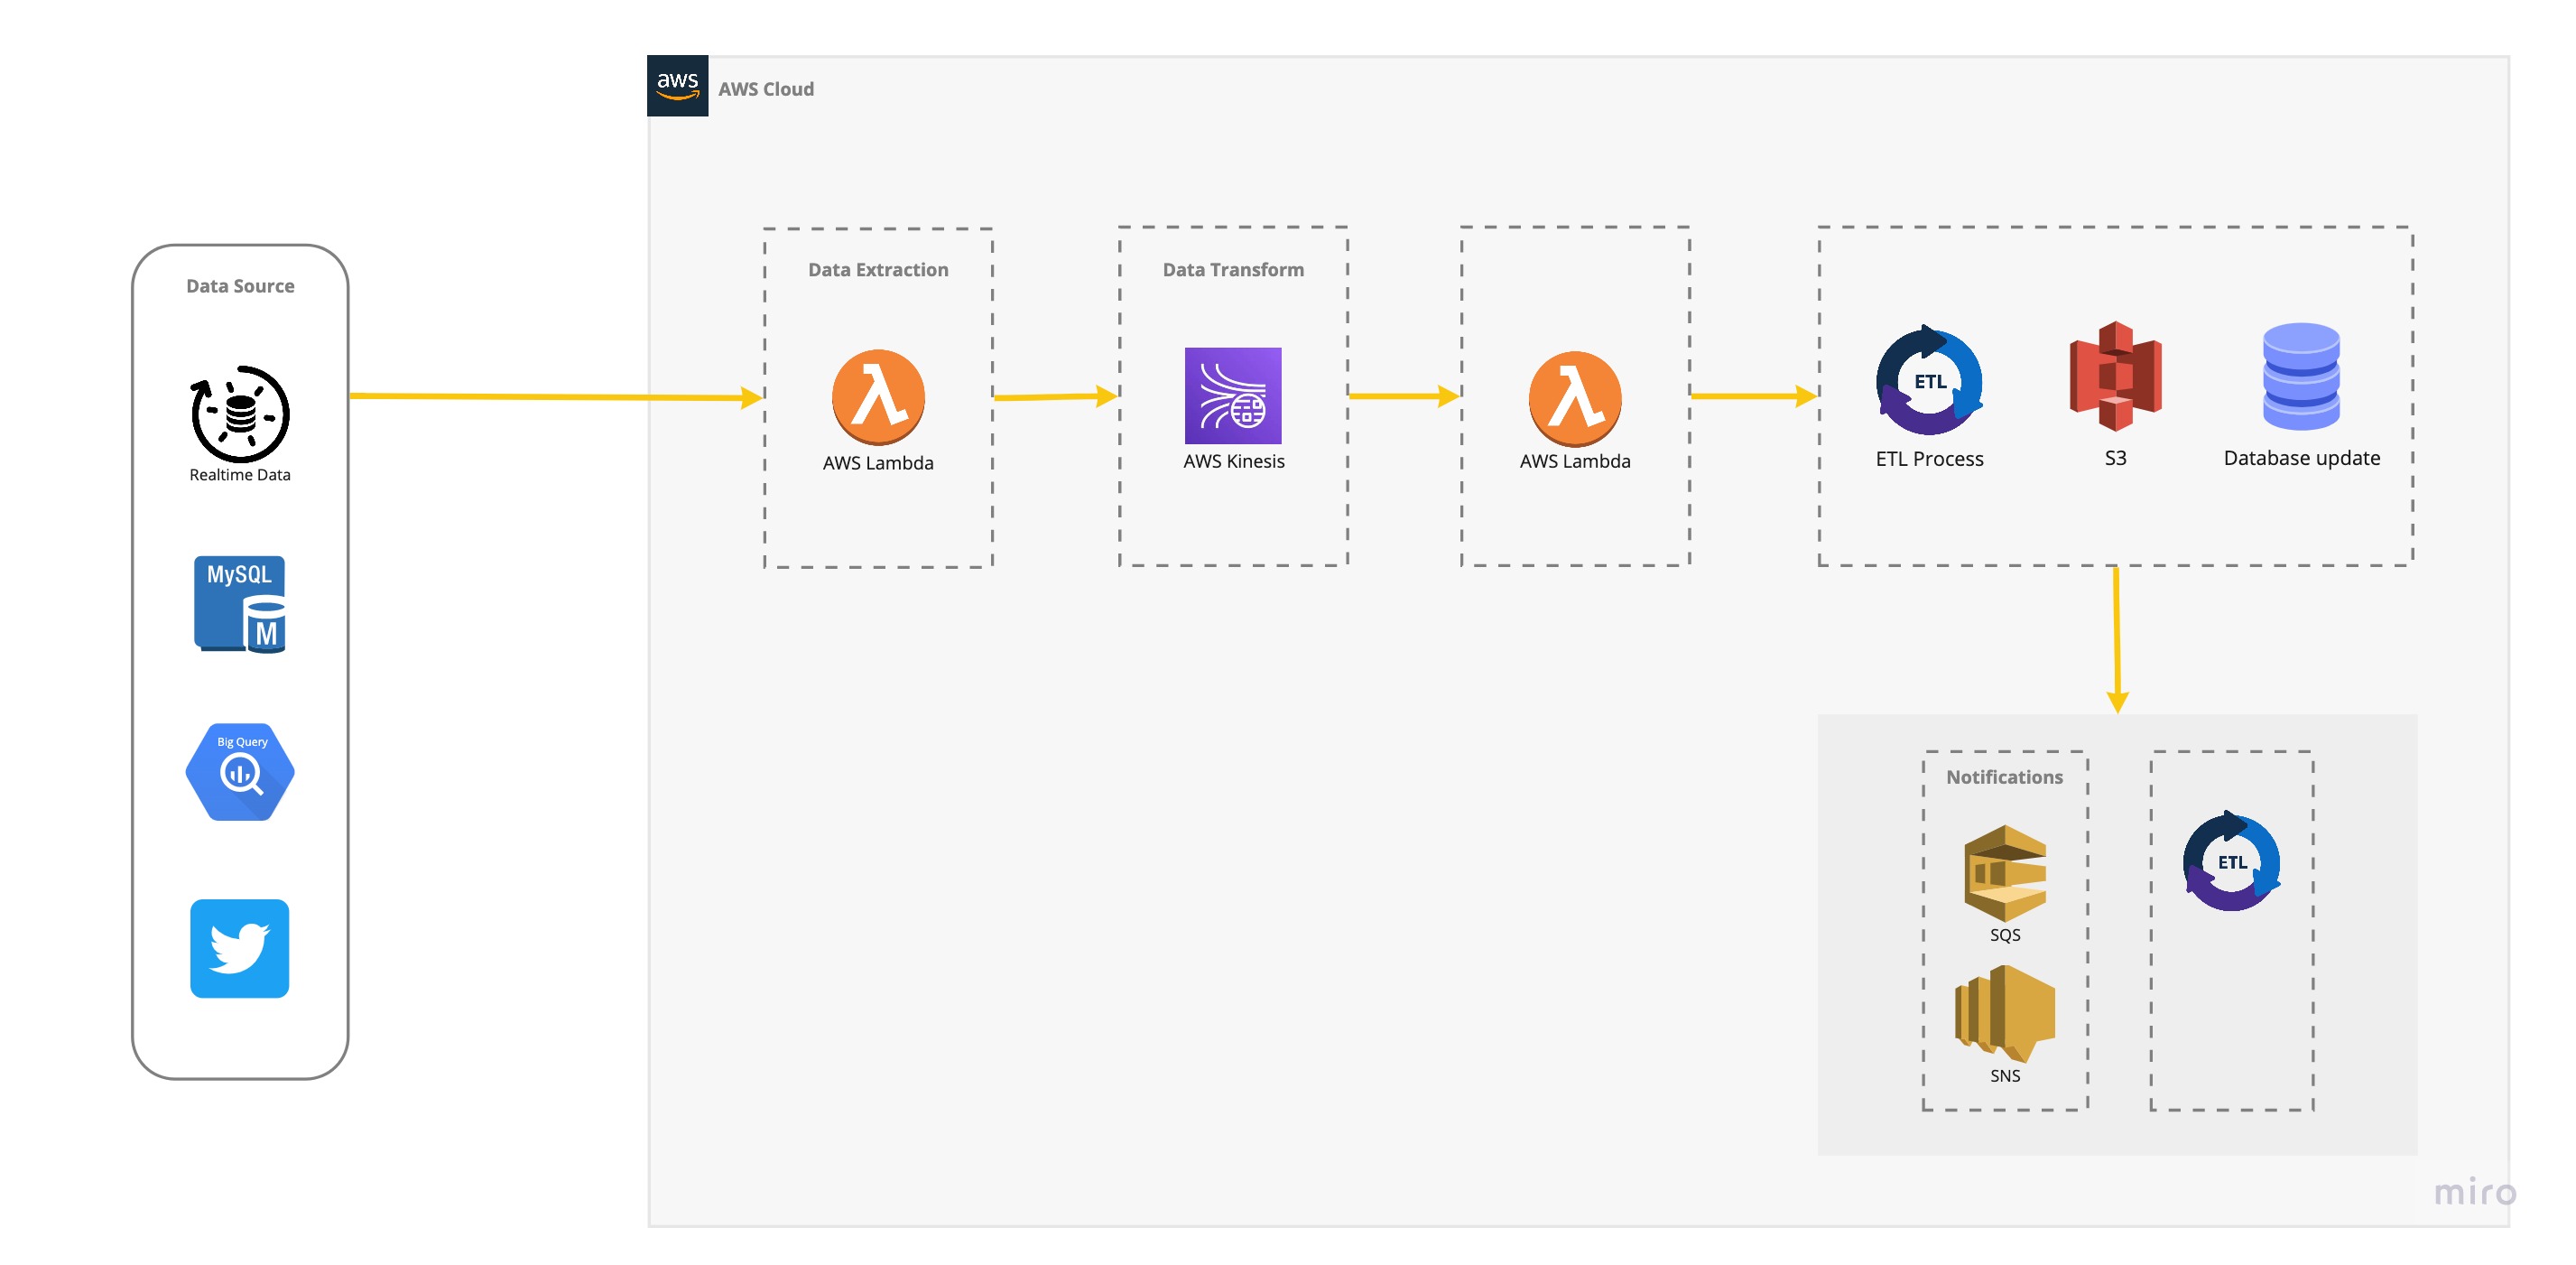 aws
AWS Cloud
Data Source
Realtime Data
MySQL
M
Big Query
Data Extraction
AWS Lambda
Data Transform
AWS Kinesis
AWS Lambda
ETL
ETL Process
S3
Database update
Notifications
SQS
SNS
ETL
miro